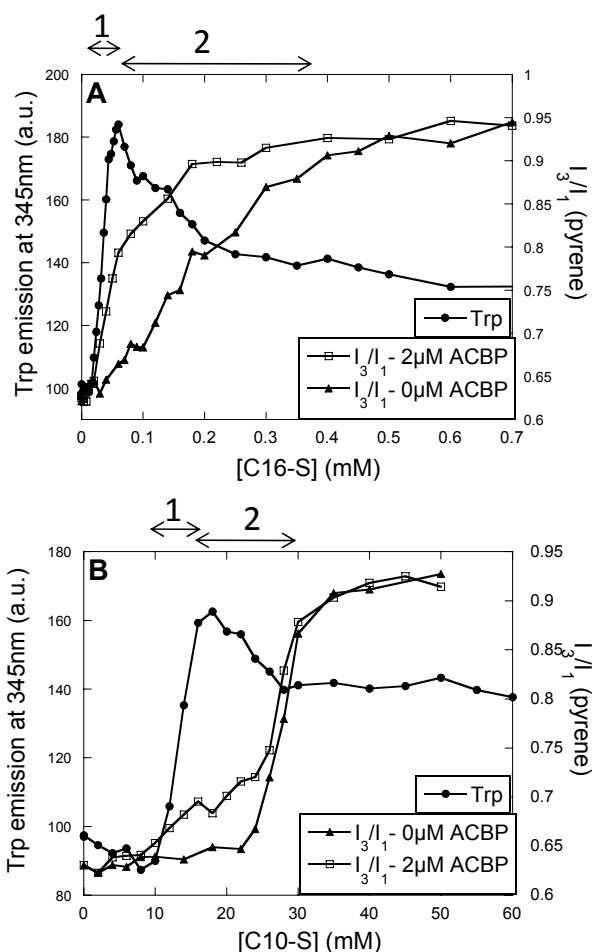 1
2
A
200
180
160
140
120
100
1
0.95
0.9
0.85
0.8
0.75
0.7
0.65
0.6
Trp emission at 345nm (a.u.)
I3/I1 (pyrene)
Trp
I3/I1- 2µM ACBP
I3/I1- 0µM ACBP
0 0.1 0.2 0.3 0.4 0.5 0.6 0.7
[C16-S] (mM)
1
2
B
180
160
140
120
100
80
0.95
0.9
0.85
0.8
0.75
0.7
0.65
0.6
Trp emission at 345nm (a.u.)
I3/I1 (pyrene)
Trp
I3/I1- 0µM ACBP
I3/I1- 2µM ACBP
0 10 20 30 40 50 60
[C10-S] (mM)